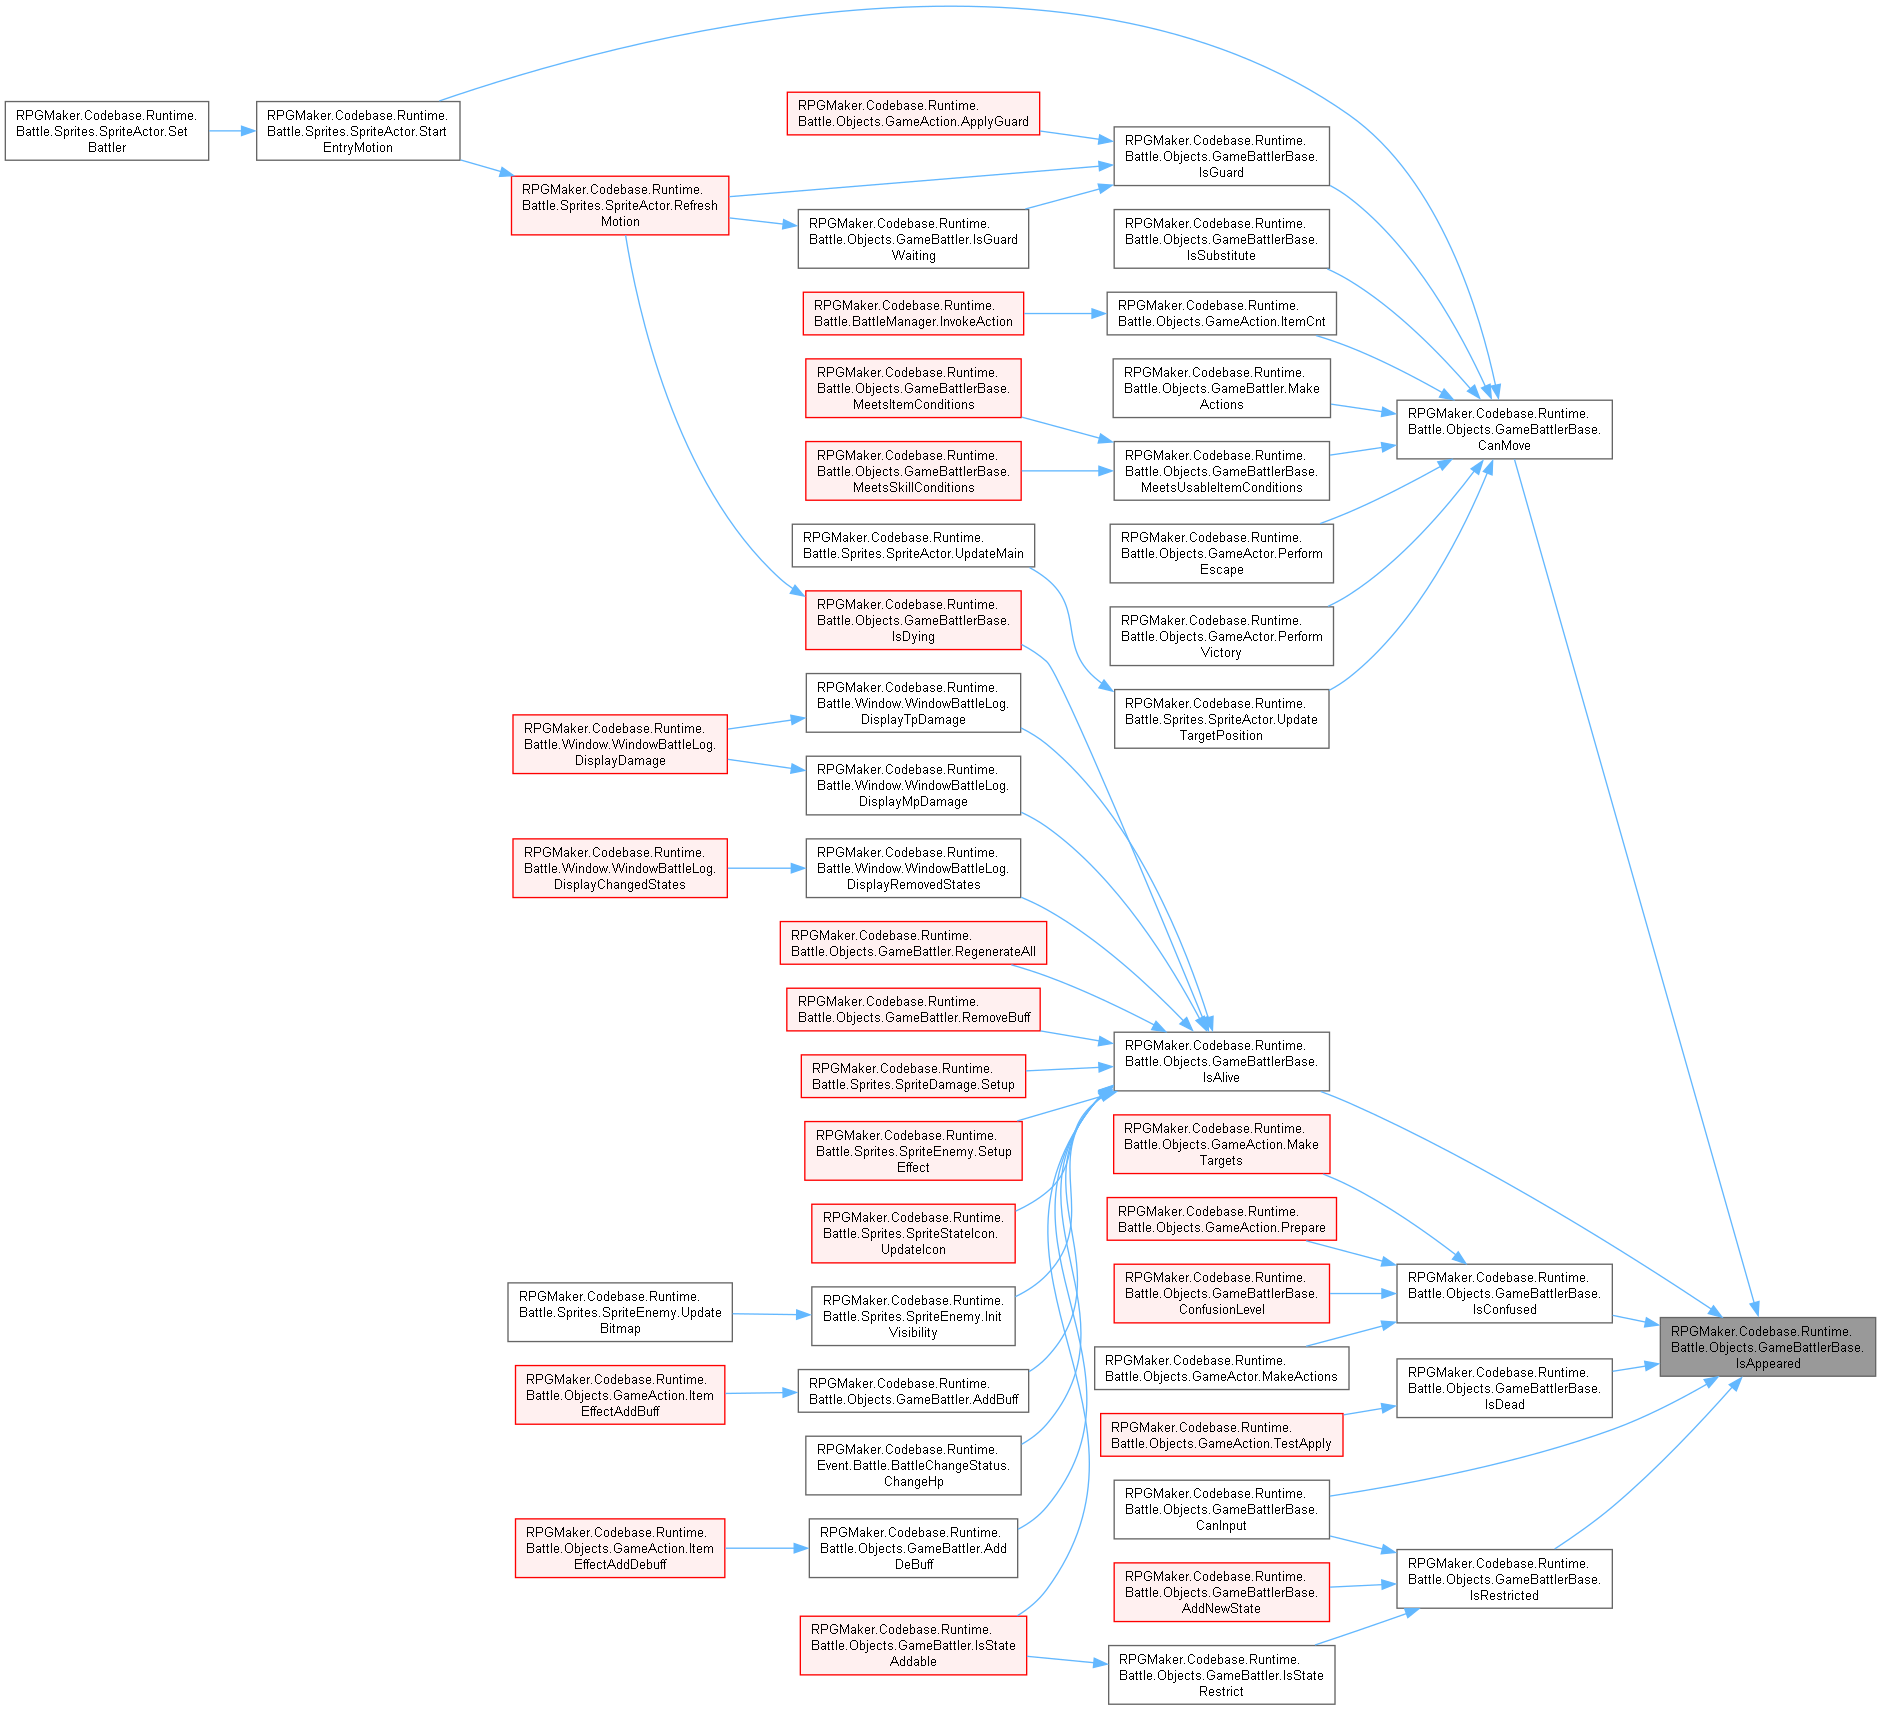 RPGMaker.Codebase.Runtime.
Battle.Sprites.SpriteActor.Set
Battler
RPGMaker.Codebase.Runtime.
Battle.Sprites.SpriteActor.Start
EntryMotion
RPGMaker.Codebase.Runtime.
Battle.Sprites.SpriteActor.Refresh
Motion
RPGMaker.Codebase.Runtime.
Battle.Window.WindowBattleLog.
DisplayDamage
RPGMaker.Codebase.Runtime.
Battle.Window.WindowBattleLog.
DisplayChangedStates
RPGMaker.Codebase.Runtime.
Battle.Sprites.SpriteEnemy.Update
Bitmap
RPGMaker.Codebase.Runtime.
Battle.Objects.GameAction.Item
EffectAddBuff
RPGMaker.Codebase.Runtime.
Battle.Objects.GameAction.Item
EffectAddDebuff
RPGMaker.Codebase.Runtime.
Battle.Objects.GameAction.ApplyGuard
RPGMaker.Codebase.Runtime.
Battle.Objects.GameBattler.IsGuard
Waiting
RPGMaker.Codebase.Runtime.
Battle.BattleManager.InvokeAction
RPGMaker.Codebase.Runtime.
Battle.Objects.GameBattlerBase.
MeetsItemConditions
RPGMaker.Codebase.Runtime.
Battle.Objects.GameBattlerBase.
MeetsSkillConditions
RPGMaker.Codebase.Runtime.
Battle.Sprites.SpriteActor.UpdateMain
RPGMaker.Codebase.Runtime.
Battle.Objects.GameBattlerBase.
IsDying
RPGMaker.Codebase.Runtime.
Battle.Window.WindowBattleLog.
DisplayTpDamage
RPGMaker.Codebase.Runtime.
Battle.Window.WindowBattleLog.
DisplayMpDamage
RPGMaker.Codebase.Runtime.
Battle.Window.WindowBattleLog.
DisplayRemovedStates
RPGMaker.Codebase.Runtime.
Battle.Objects.GameBattler.RegenerateAll
RPGMaker.Codebase.Runtime.
Battle.Objects.GameBattler.RemoveBuff
RPGMaker.Codebase.Runtime.
Battle.Sprites.SpriteDamage.Setup
RPGMaker.Codebase.Runtime.
Battle.Sprites.SpriteEnemy.Setup
Effect
RPGMaker.Codebase.Runtime.
Battle.Sprites.SpriteStateIcon.
UpdateIcon
RPGMaker.Codebase.Runtime.
Battle.Sprites.SpriteEnemy.Init
Visibility
RPGMaker.Codebase.Runtime.
Battle.Objects.GameBattler.AddBuff
RPGMaker.Codebase.Runtime.
Event.Battle.BattleChangeStatus.
ChangeHp
RPGMaker.Codebase.Runtime.
Battle.Objects.GameBattler.Add
DeBuff
RPGMaker.Codebase.Runtime.
Battle.Objects.GameBattler.IsState
Addable
RPGMaker.Codebase.Runtime.
Battle.Objects.GameBattlerBase.
IsGuard
RPGMaker.Codebase.Runtime.
Battle.Objects.GameBattlerBase.
IsSubstitute
RPGMaker.Codebase.Runtime.
Battle.Objects.GameAction.ItemCnt
RPGMaker.Codebase.Runtime.
Battle.Objects.GameBattler.Make
Actions
RPGMaker.Codebase.Runtime.
Battle.Objects.GameBattlerBase.
MeetsUsableItemConditions
RPGMaker.Codebase.Runtime.
Battle.Objects.GameActor.Perform
Escape
RPGMaker.Codebase.Runtime.
Battle.Objects.GameActor.Perform
Victory
RPGMaker.Codebase.Runtime.
Battle.Sprites.SpriteActor.Update
TargetPosition
RPGMaker.Codebase.Runtime.
Battle.Objects.GameBattlerBase.
IsAlive
RPGMaker.Codebase.Runtime.
Battle.Objects.GameAction.Make
Targets
RPGMaker.Codebase.Runtime.
Battle.Objects.GameAction.Prepare
RPGMaker.Codebase.Runtime.
Battle.Objects.GameBattlerBase.
ConfusionLevel
RPGMaker.Codebase.Runtime.
Battle.Objects.GameActor.MakeActions
RPGMaker.Codebase.Runtime.
Battle.Objects.GameAction.TestApply
RPGMaker.Codebase.Runtime.
Battle.Objects.GameBattlerBase.
CanInput
RPGMaker.Codebase.Runtime.
Battle.Objects.GameBattlerBase.
AddNewState
RPGMaker.Codebase.Runtime.
Battle.Objects.GameBattler.IsState
Restrict
RPGMaker.Codebase.Runtime.
Battle.Objects.GameBattlerBase.
CanMove
RPGMaker.Codebase.Runtime.
Battle.Objects.GameBattlerBase.
IsConfused
RPGMaker.Codebase.Runtime.
Battle.Objects.GameBattlerBase.
IsDead
RPGMaker.Codebase.Runtime.
Battle.Objects.GameBattlerBase.
IsRestricted
RPGMaker.Codebase.Runtime.
Battle.Objects.GameBattlerBase.
IsAppeared